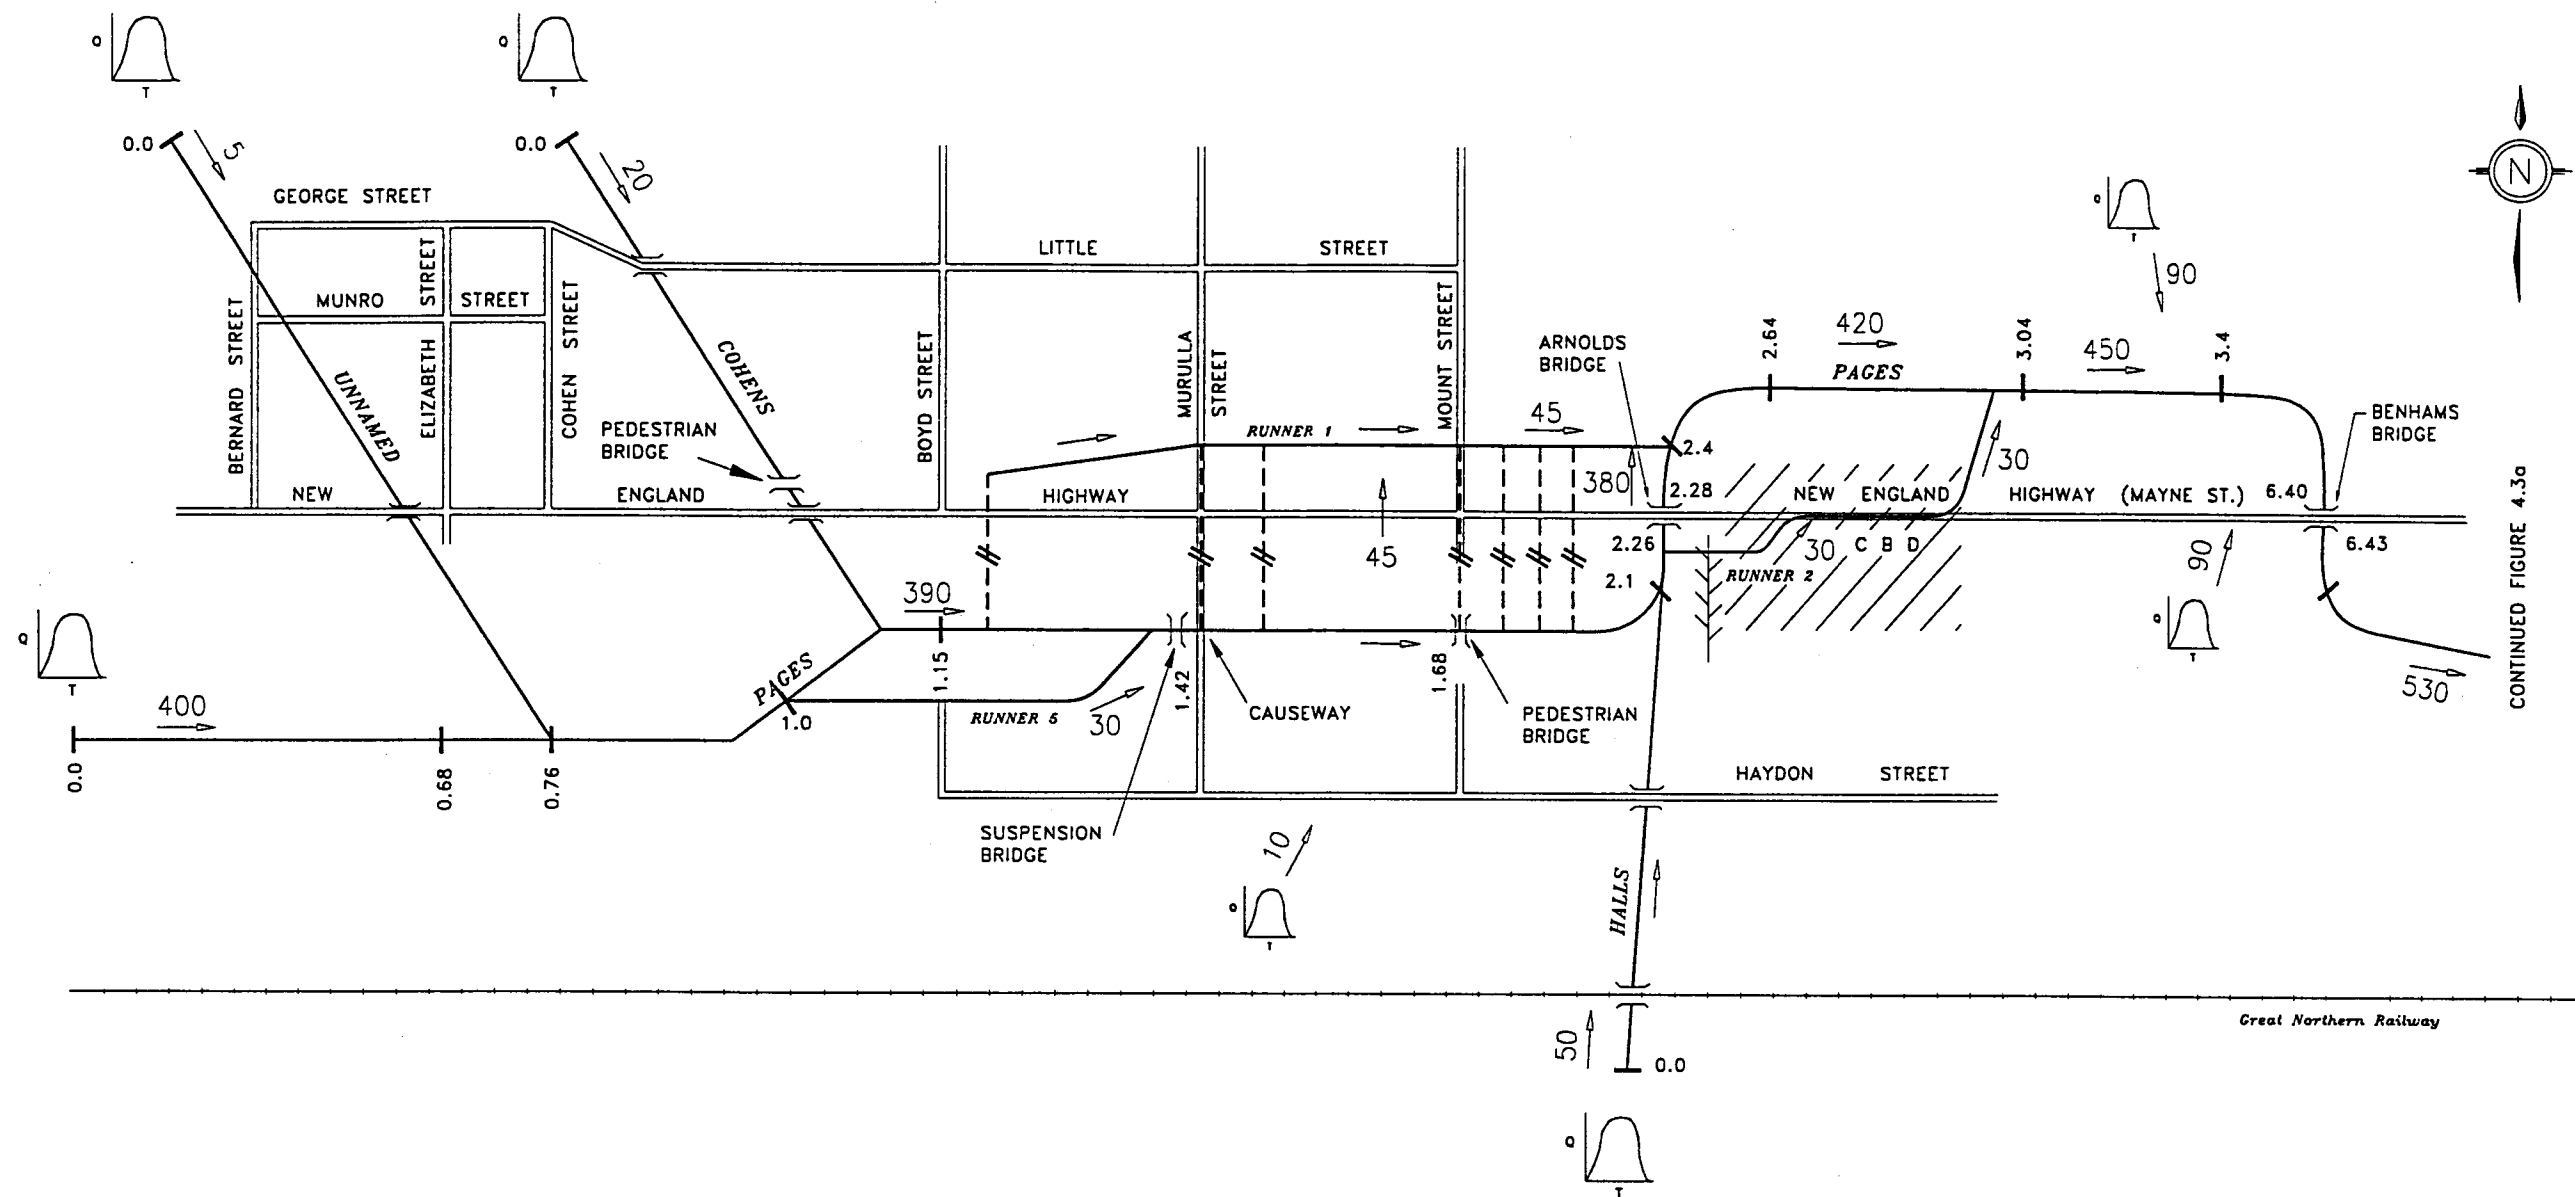 Q
T
Q
T
0.0
5
0.0
20
N
GEORGE STREET
Q
T
90
LITTLE STREET
MUNRO STREET
BERNARD STREET
ELIZABETH STREET
COHEN STREET
UNNAMED
COHENS
BOYD STREET
MURULLA
STREET
MOUNT STREET
ARNOLDS
BRIDGE
2.64
420
PAGES
3.04
450
3.4
BENHAMS
BRIDGE
PEDESTRIAN
BRIDGE
RUNNER 1
45
2.4
30
NEW ENGLAND HIGHWAY
380
2.28
NEW ENGLAND HIGHWAY (MAYNE ST.)
6.40
45
2.26
30
C B D
RUNNER 2
2.1
90
6.43
CONTINUED FIGURE 4.3a
Q
T
390
Q
T
400
PAGES
1.0
1.15
RUNNER 5
30
1.42
CAUSEWAY
1.68
PEDESTRIAN
BRIDGE
530
0.0
0.68
0.76
HAYDON STREET
SUSPENSION
BRIDGE
10
Q
T
HALLS
Great Northern Railway
50
0.0
Q
T